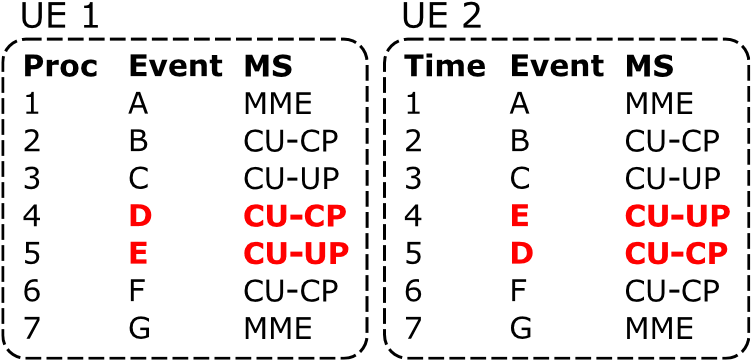 UE 1
Proc Event MS
1 A MME
2 B CU-CP
3 C CU-UP
4 D CU-CP
5 E CU-UP
6 F CU-CP
7 G MME
UE 2
Time Event MS
1 A MME
2 B CU-CP
3 C CU-UP
4 E CU-UP
5 D CU-CP
6 F CU-CP
7 G MME